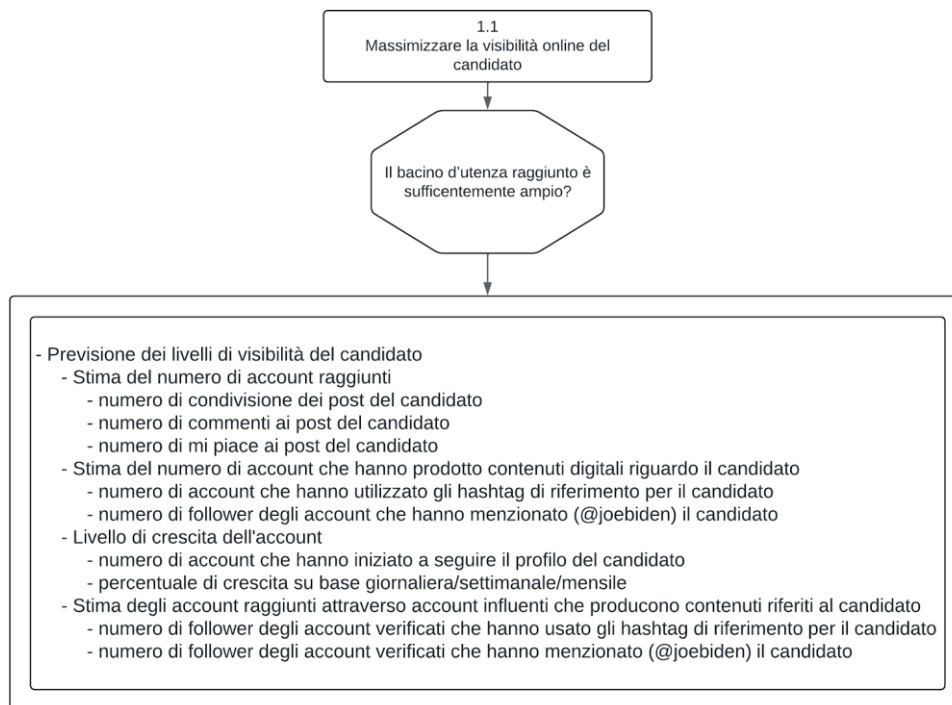 1.1
Massimizzare la visibilità online del
candidato
Il bacino d'utenza raggiunto è
sufficentemente ampio?
- Previsione dei livelli di visibilità del candidato
- Stima del numero di account raggiunti
- numero di condivisione dei post del candidato
- numero di commenti ai post del candidato
- numero di mi piace ai post del candidato
- Stima del numero di account che hanno prodotto contenuti digitali riguardo il candidato
- numero di account che hanno utilizzato gli hashtag di riferimento per il candidato
- numero di follower degli account che hanno menzionato (@joebiden) il candidato
- Livello di crescita dell'account
- numero di account che hanno iniziato a seguire il profilo del candidato
- percentuale di crescita su base giornaliera/settimanale/mensile
- Stima degli account raggiunti attraverso account influenti che producono contenuti riferiti al candidato
- numero di follower degli account verificati che hanno usato gli hashtag di riferimento per il candidato
- numero di follower degli account verificati che hanno menzionato (@joebiden) il candidato